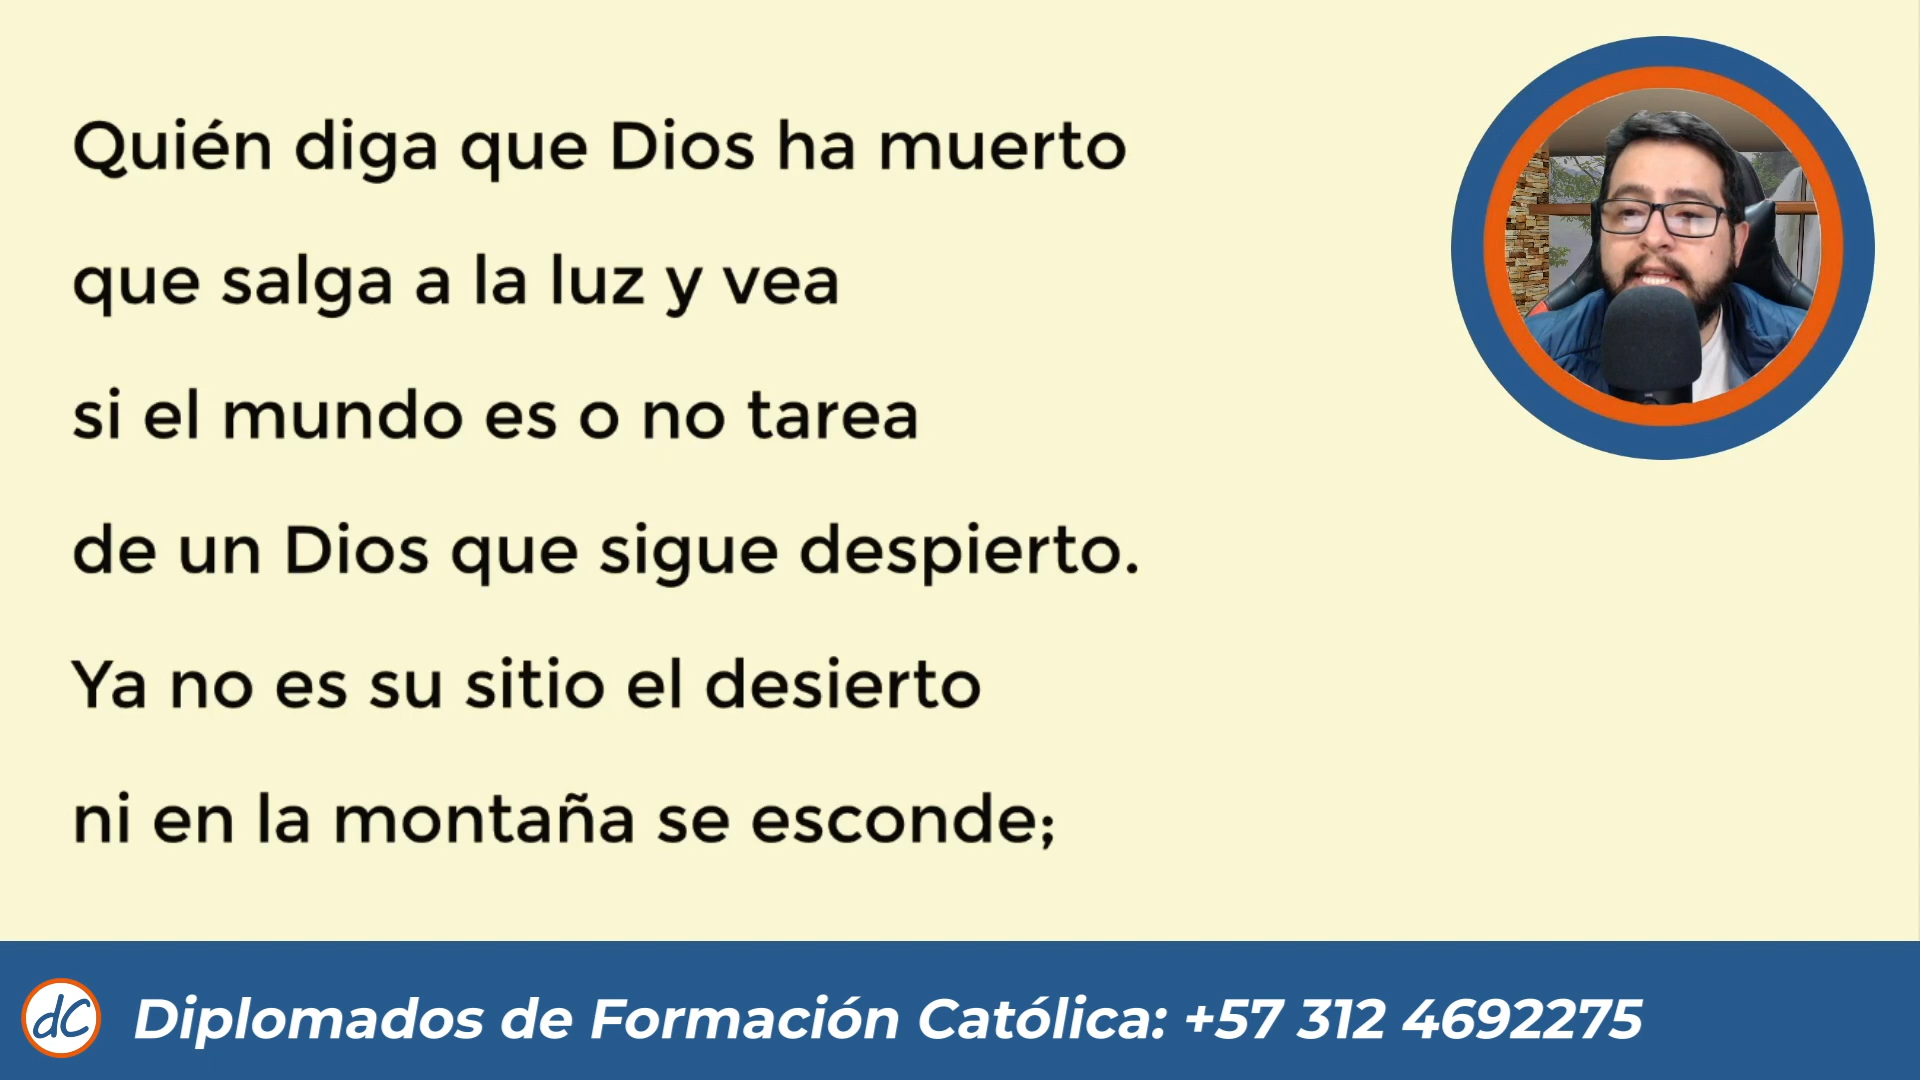 Quién diga que Dios ha muerto
que salga a la luz y vea
si el mundo es o no tarea
de un Dios que sigue despierto.
Ya no es su sitio el desierto
ni en la montaña se esconde;
dC Diplomados de Formación Católica: +57 312 4692275